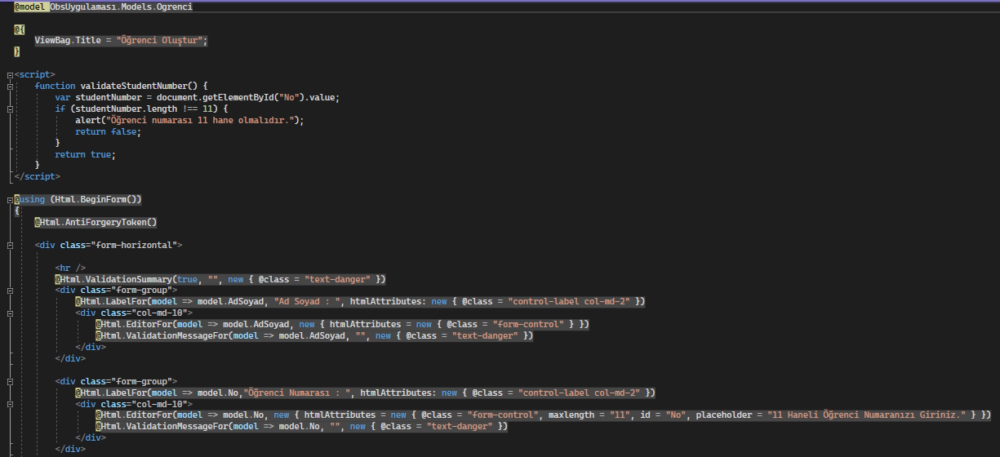 @model ObsUygulaması.Models.Ogrenci
@{
ViewBag.Title = "Öğrenci Oluştur";
}
<script>
function validateStudentNumber() {
var studentNumber = document.getElementById("No").value;
if (studentNumber.length !== 11) {
alert("Öğrenci numarası 11 hane olmalıdır.");
return false;
}
return true;
}
</script>
@using (Html.BeginForm())
{
@Html.AntiForgeryToken()
<div class="form-horizontal">
<hr />
@Html.ValidationSummary(true, "", new { @class = "text-danger" })
<div class="form-group">
@Html.LabelFor(model => model.AdSoyad, "Ad Soyad : ", htmlAttributes: new { @class = "control-label col-md-2" })
<div class="col-md-10">
@Html.EditorFor(model => model.AdSoyad, new { htmlAttributes = new { @class = "form-control" } })
@Html.ValidationMessageFor(model => model.AdSoyad, "", new { @class = "text-danger" })
</div>
</div>
<div class="form-group">
@Html.LabelFor(model => model.No,"Öğrenci Numarası : ", htmlAttributes: new { @class = "control-label col-md-2" })
<div class="col-md-10">
@Html.EditorFor(model => model.No, new { htmlAttributes = new { @class = "form-control", maxlength = "11", id = "No", placeholder = "11 Haneli Öğrenci Numaranızı Giriniz." } })
@Html.ValidationMessageFor(model => model.No, "", new { @class = "text-danger" })
</div>
</div>